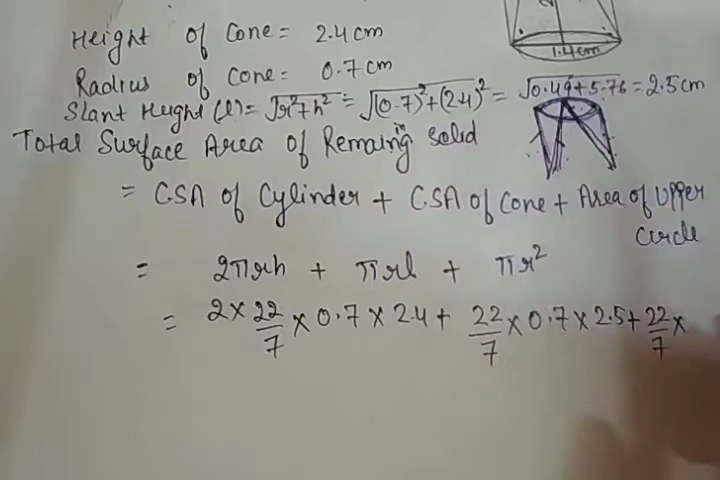 Height of Cone = 2.4cm
1.4cm
Radius of Cone = 0.7cm
Slant Height (l) = √r²+h² = √(0.7)²+(2.4)² = √0.49+5.76 = 2.5cm
Total Surface Area of Remaing in Solid
= CSA of Cylinder + CSA of Cone + Area of Upper
Circle
= 2πrh + πrl + πr²
= 2 × 22/7 × 0.7 × 2.4 + 22/7 × 0.7 × 2.5 + 22/7 ×